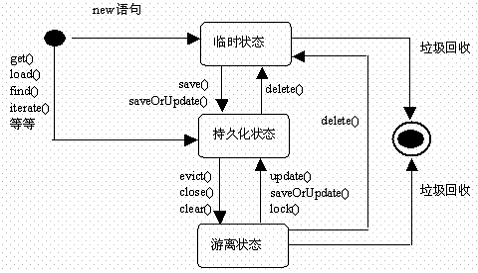 new语句
临时状态
垃圾回收
get()
load()
find()
iterate()
等等
save()
saveOrUpdate()
delete()
delete()
持久化状态
evict()
close()
clear()
update()
saveOrUpdate()
lock()
垃圾回收
游离状态